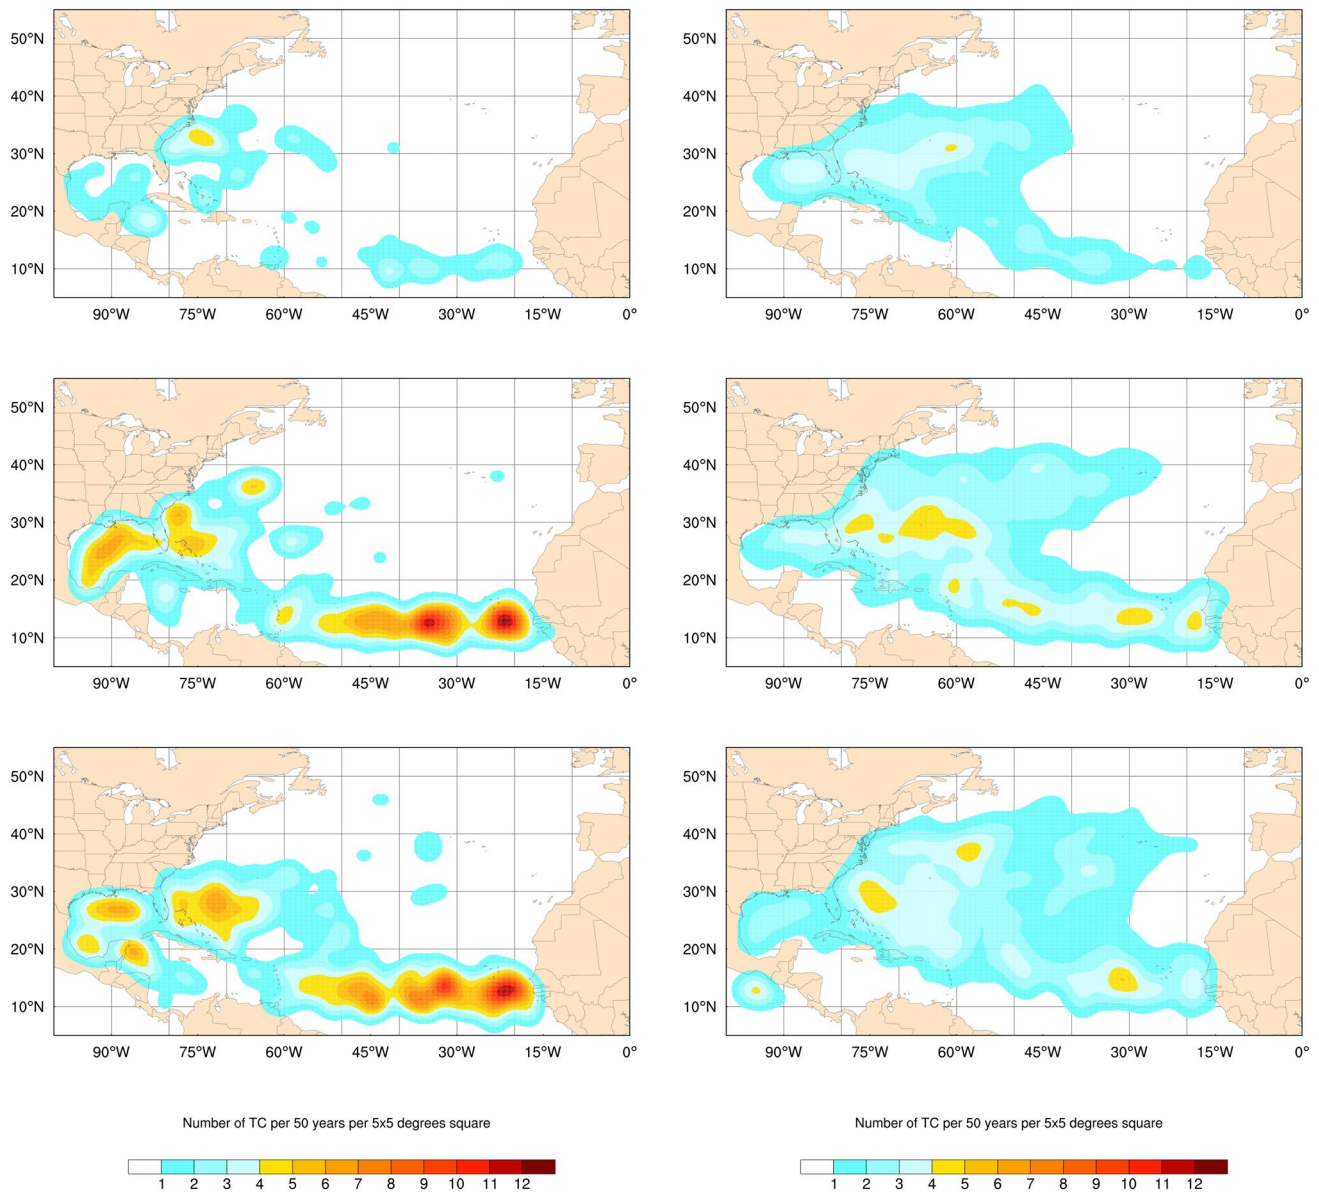 50°N 50°N
40°N 40°N
30°N 30°N
20°N 20°N
10°N 10°N
90°W 75°W 60°W 45°W 30°W 15°W 0° 90°W 75°W 60°W 45°W 30°W 15°W 0°
50°N 50°N
40°N 40°N
30°N 30°N
20°N 20°N
10°N 10°N
90°W 75°W 60°W 45°W 30°W 15°W 0° 90°W 75°W 60°W 45°W 30°W 15°W 0°
50°N 50°N
40°N 40°N
30°N 30°N
20°N 20°N
10°N 10°N
90°W 75°W 60°W 45°W 30°W 15°W 0° 90°W 75°W 60°W 45°W 30°W 15°W 0°
Number of TC per 50 years per 5x5 degrees square Number of TC per 50 years per 5x5 degrees square
1 2 3 4 5 6 7 8 9 10 11 12 1 2 3 4 5 6 7 8 9 10 11 12